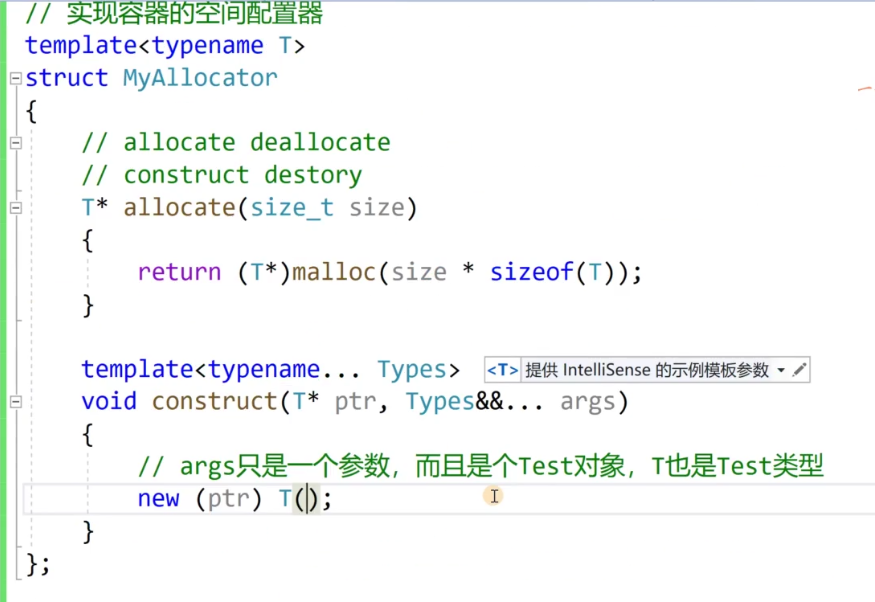 // 实现容器的空间配置器
template<typename T>
struct MyAllocator
{
// allocate deallocate
// construct destory
T* allocate(size_t size)
{
return (T*)malloc(size * sizeof(T));
}
template<typename... Types> <T> 提供 IntelliSense 的示例模板参数
void construct(T* ptr, Types&&... args)
{
// args只是一个参数，而且是个Test对象，T也是Test类型
new (ptr) T();
}
};